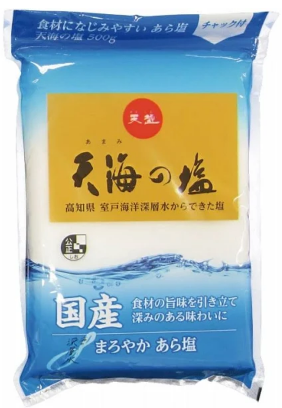 食材になじみやすい あら塩
天海の塩 500g
チャック付
天塩
あまみ
天海の塩
高知県 室戸海洋深層水からできた塩
公正
国産
食材の旨味を引き立て
深みのある味わいに
まろやか あら塩